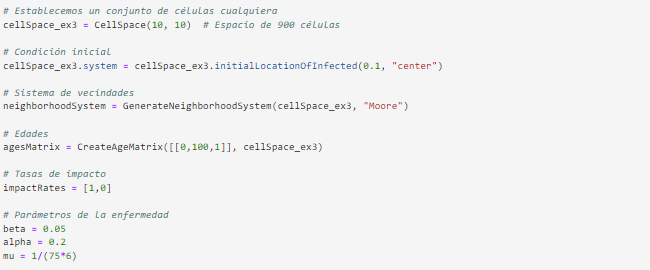 # Establecemos un conjunto de células cualquiera
cellSpace_ex3 = CellSpace(10, 10)  # Espacio de 900 células
# Condición inicial
cellSpace_ex3.system = cellSpace_ex3.initialLocationOfInfected(0.1, "center")
# Sistema de vecindades
neighborhoodSystem = GenerateNeighborhoodSystem(cellSpace_ex3, "Moore")
# Edades
agesMatrix = CreateAgeMatrix([[0,100,1]], cellSpace_ex3)
# Tasas de impacto
impactRates = [1,0]
# Parámetros de la enfermedad
beta = 0.05
alpha = 0.2
mu = 1/(75*6)